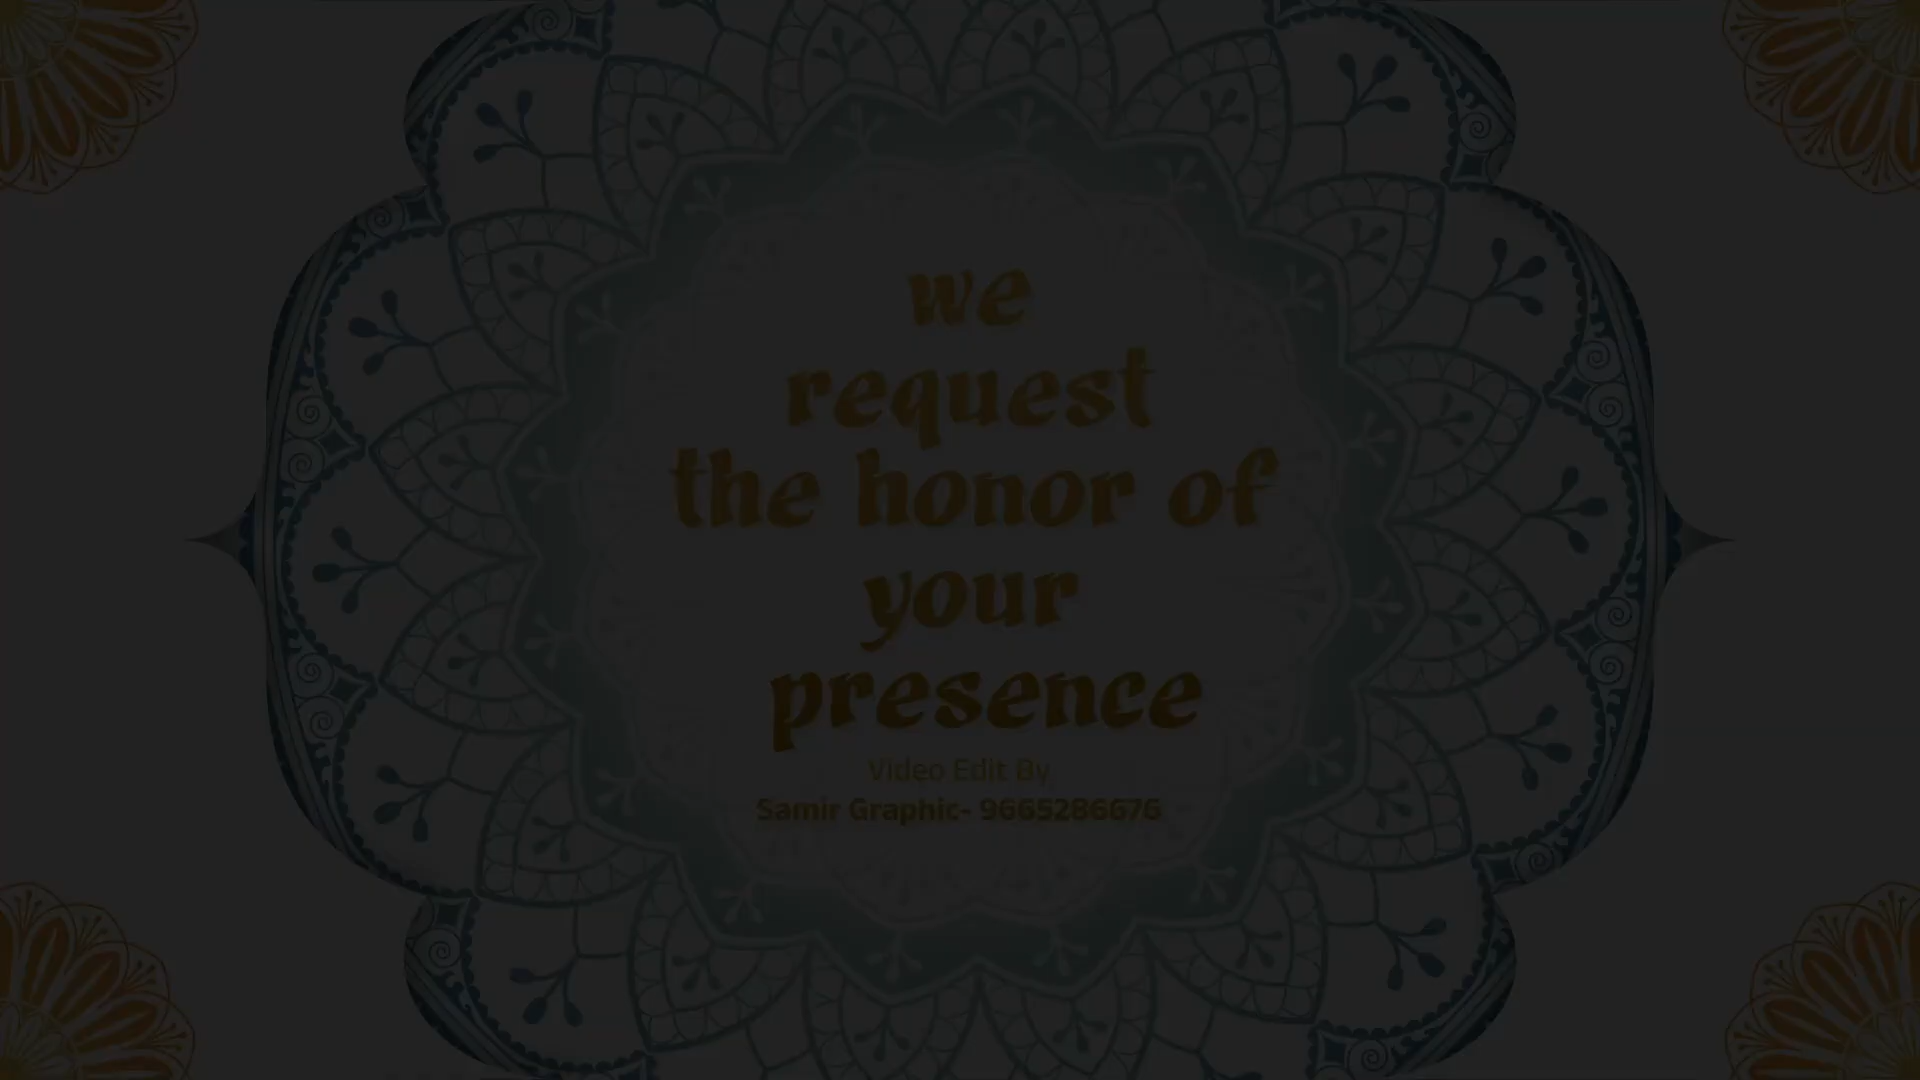 we
request
the honor of
your
presence
Video Edit By
Samir Graphic- 9665286676